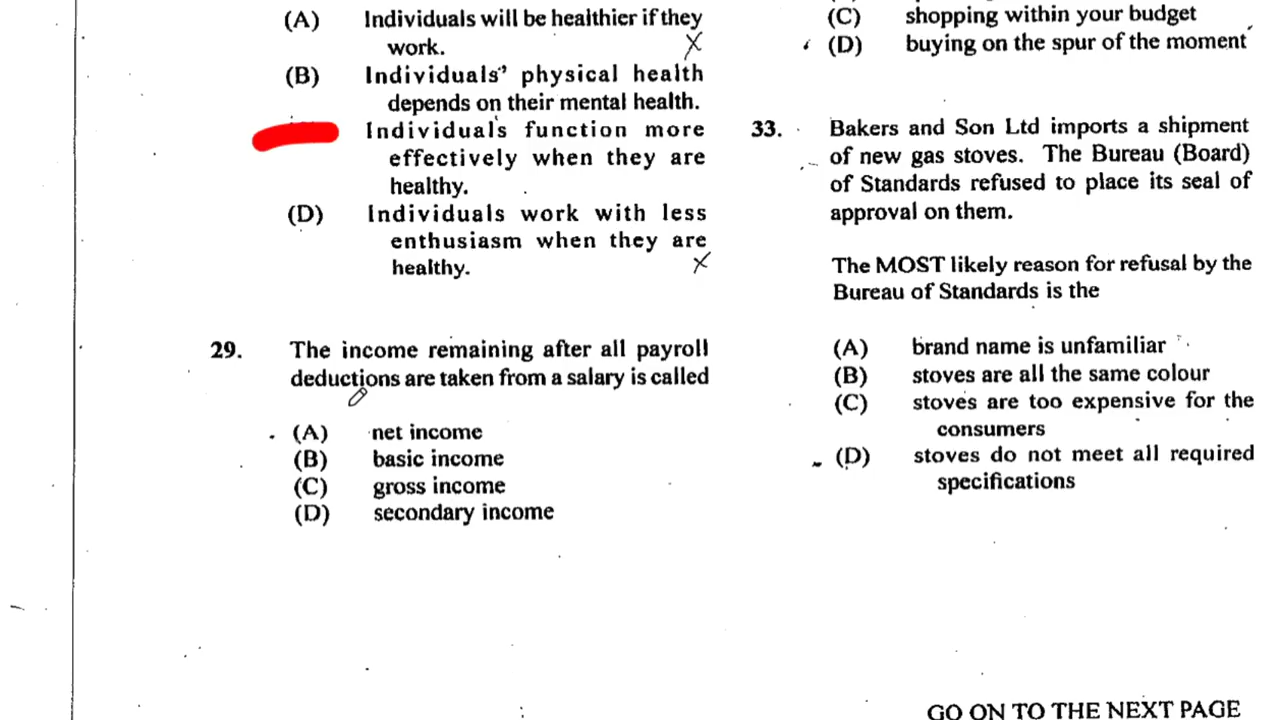 (A) Individuals will be healthier if they
work.
(B) Individuals' physical health
depends on their mental health.
Individuals function more
effectively when they are
healthy.
(D) Individuals work with less
enthusiasm when they are
healthy.
29. The income remaining after all payroll
deductions are taken from a salary is called
(A) net income
(B) basic income
(C) gross income
(D) secondary income
(C) shopping within your budget
(D) buying on the spur of the moment
33. Bakers and Son Ltd imports a shipment
of new gas stoves. The Bureau (Board)
of Standards refused to place its seal of
approval on them.
The MOST likely reason for refusal by the
Bureau of Standards is the
(A) brand name is unfamiliar
(B) stoves are all the same colour
(C) stoves are too expensive for the
consumers
(D) stoves do not meet all required
specifications
GO ON TO THE NEXT PAGE